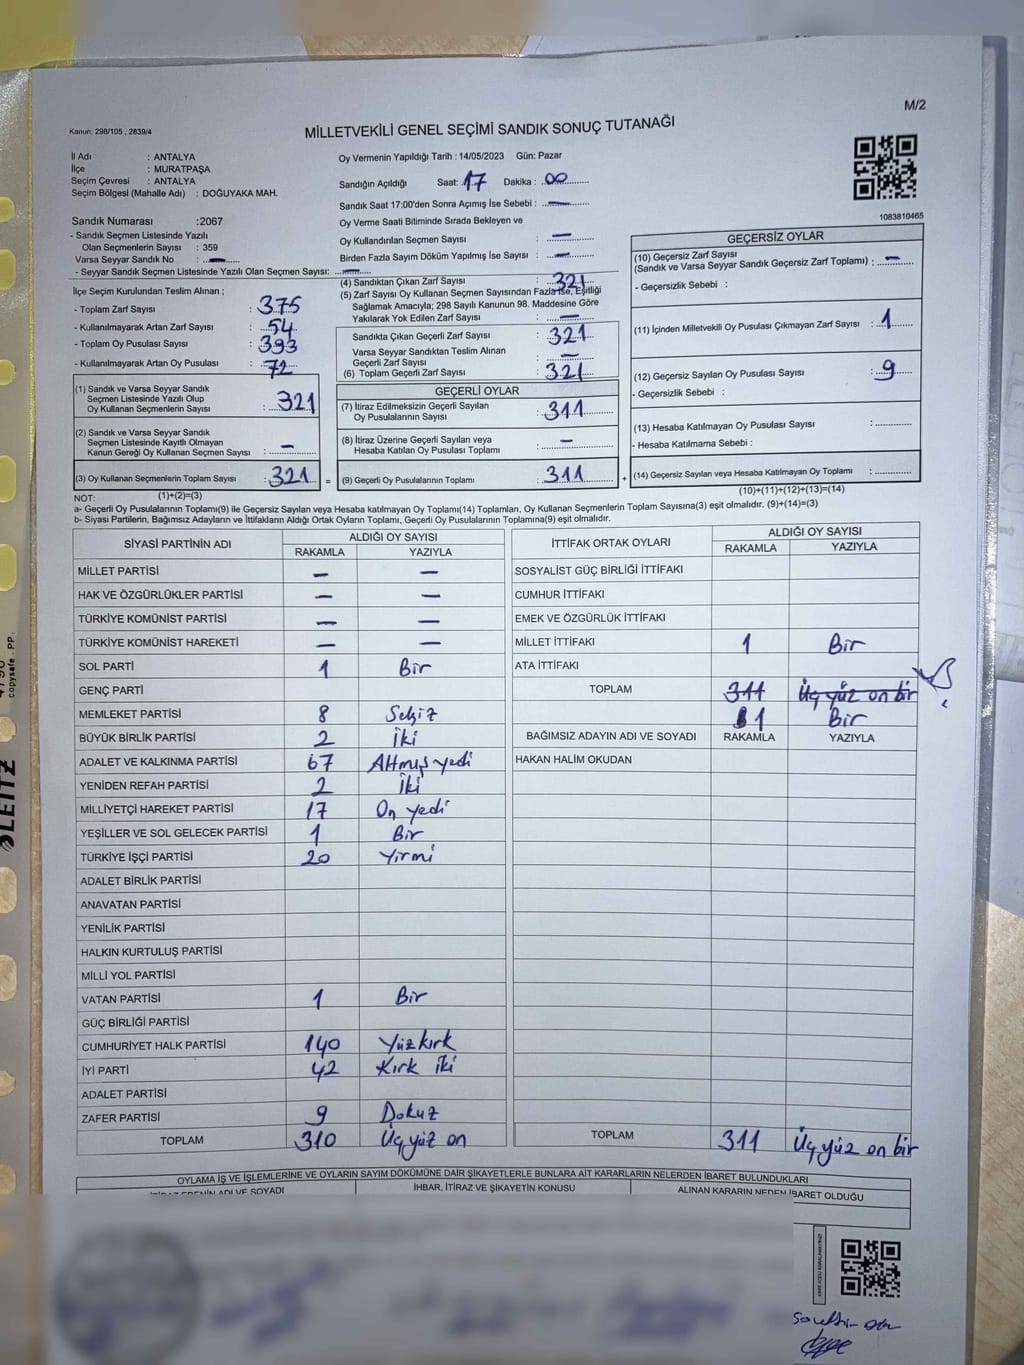 M/2
Kanun: 298/105 , 2839/4
MİLLETVEKİLİ GENEL SEÇİMİ SANDIK SONUÇ TUTANAĞI
İl Adı : ANTALYA
İlçe : MURATPAŞA
Seçim Çevresi : ANTALYA
Seçim Bölgesi (Mahalle Adı) : DOĞUYAKA MAH.
Sandık Numarası :2067
- Sandık Seçmen Listesinde Yazılı
Olan Seçmenlerin Sayısı : 359
Varsa Seyyar Sandık No : —
- Seyyar Sandık Seçmen Listesinde Yazılı Olan Seçmen Sayısı: —
İlçe Seçim Kurulundan Teslim Alınan ;
- Toplam Zarf Sayısı : 375
- Kullanılmayarak Artan Zarf Sayısı : 54
- Toplam Oy Pusulası Sayısı : 393
- Kullanılmayarak Artan Oy Pusulası : 72
(1) Sandık ve Varsa Seyyar Sandık
Seçmen Listesinde Yazılı Olup
Oy Kullanan Seçmenlerin Sayısı : 321
(2) Sandık ve Varsa Seyyar Sandık
Seçmen Listesinde Kayıtlı Olmayan
Kanun Gereği Oy Kullanan Seçmen Sayısı : —
(3) Oy Kullanan Seçmenlerin Toplam Sayısı : 321 =
Oy Vermenin Yapıldığı Tarih : 14/05/2023 Gün: Pazar
Sandığın Açıldığı Saat: 17 Dakika : 00
Sandık Saat 17:00'den Sonra Açımış İse Sebebi : —
Oy Verme Saati Bitiminde Sırada Bekleyen ve
Oy Kullandırılan Seçmen Sayısı : —
Birden Fazla Sayım Döküm Yapılmış İse Sayısı : —
(4) Sandıktan Çıkan Zarf Sayısı : 321
(5) Zarf Sayısı Oy Kullanan Seçmen Sayısından Fazla İse, Eşitliği
Sağlamak Amacıyla; 298 Sayılı Kanunun 98. Maddesine Göre
Yakılarak Yok Edilen Zarf Sayısı : —
Sandıkta Çıkan Geçerli Zarf Sayısı : 321
Varsa Seyyar Sandıktan Teslim Alınan
Geçerli Zarf Sayısı : —
(6) Toplam Geçerli Zarf Sayısı : 321
GEÇERLİ OYLAR
(7) İtiraz Edilmeksizin Geçerli Sayılan
Oy Pusulalarının Sayısı : 311
(8) İtiraz Üzerine Geçerli Sayılan veya
Hesaba Katılan Oy Pusulası Toplamı : —
(9) Geçerli Oy Pusulalarının Toplamı : 311 +
1083810465
GEÇERSİZ OYLAR
(10) Geçersiz Zarf Sayısı
(Sandık ve Varsa Seyyar Sandık Geçersiz Zarf Toplamı) : —
- Geçersizlik Sebebi :
(11) İçinden Milletvekili Oy Pusulası Çıkmayan Zarf Sayısı : 1
(12) Geçersiz Sayılan Oy Pusulası Sayısı : 9
- Geçersizlik Sebebi :
(13) Hesaba Katılmayan Oy Pusulası Sayısı :
- Hesaba Katılmama Sebebi :
(14) Geçersiz Sayılan veya Hesaba Katılmayan Oy Toplamı :
NOT: (1)+(2)=(3) (10)+(11)+(12)+(13)=(14)
a- Geçerli Oy Pusulalarının Toplamı(9) ile Geçersiz Sayılan veya Hesaba katılmayan Oy Toplamı(14) Toplamları, Oy Kullanan Seçmenlerin Toplam Sayısına(3) eşit olmalıdır. (9)+(14)=(3)
b- Siyasi Partilerin, Bağımsız Adayların ve İttifakların Aldığı Ortak Oyların Toplamı, Geçerli Oy Pusulalarının Toplamına(9) eşit olmalıdır.
SİYASİ PARTİNİN ADI ALDIĞI OY SAYISI
RAKAMLA YAZIYLA
MİLLET PARTİSİ — —
HAK VE ÖZGÜRLÜKLER PARTİSİ — —
TÜRKİYE KOMÜNİST PARTİSİ — —
TÜRKİYE KOMÜNİST HAREKETİ — —
SOL PARTİ 1 Bir
GENÇ PARTİ
MEMLEKET PARTİSİ 8 Sekiz
BÜYÜK BİRLİK PARTİSİ 2 İki
ADALET VE KALKINMA PARTİSİ 67 Altmış yedi
YENİDEN REFAH PARTİSİ 2 İki
MİLLİYETÇİ HAREKET PARTİSİ 17 On yedi
YEŞİLLER VE SOL GELECEK PARTİSİ 1 Bir
TÜRKİYE İŞÇİ PARTİSİ 20 Yirmi
ADALET BİRLİK PARTİSİ
ANAVATAN PARTİSİ
YENİLİK PARTİSİ
HALKIN KURTULUŞ PARTİSİ
MİLLİ YOL PARTİSİ
VATAN PARTİSİ 1 Bir
GÜÇ BİRLİĞİ PARTİSİ
CUMHURİYET HALK PARTİSİ 140 Yüzkırk
İYİ PARTİ 42 Kırk iki
ADALET PARTİSİ
ZAFER PARTİSİ 9 Dokuz
TOPLAM 310 Üçyüz on
İTTİFAK ORTAK OYLARI ALDIĞI OY SAYISI
RAKAMLA YAZIYLA
SOSYALİST GÜÇ BİRLİĞİ İTTİFAKI
CUMHUR İTTİFAKI
EMEK VE ÖZGÜRLÜK İTTİFAKI
MİLLET İTTİFAKI 1 Bir
ATA İTTİFAKI
TOPLAM 311 Üç yüz on bir
1 Bir
BAĞIMSIZ ADAYIN ADI VE SOYADI RAKAMLA YAZIYLA
HAKAN HALİM OKUDAN
TOPLAM 311 Üç yüz on bir
OYLAMA İŞ VE İŞLEMLERİNE VE OYLARIN SAYIM DÖKÜMÜNE DAİR ŞİKAYETLERLE BUNLARA AİT KARARLARIN NELERDEN İBARET BULUNDUKLARI
ADI VE SOYADI İHBAR, İTİRAZ VE ŞİKAYETİN KONUSU ALINAN KARARIN NEDEN İBARET OLDUĞU
LEITZ
copysafe . PP.